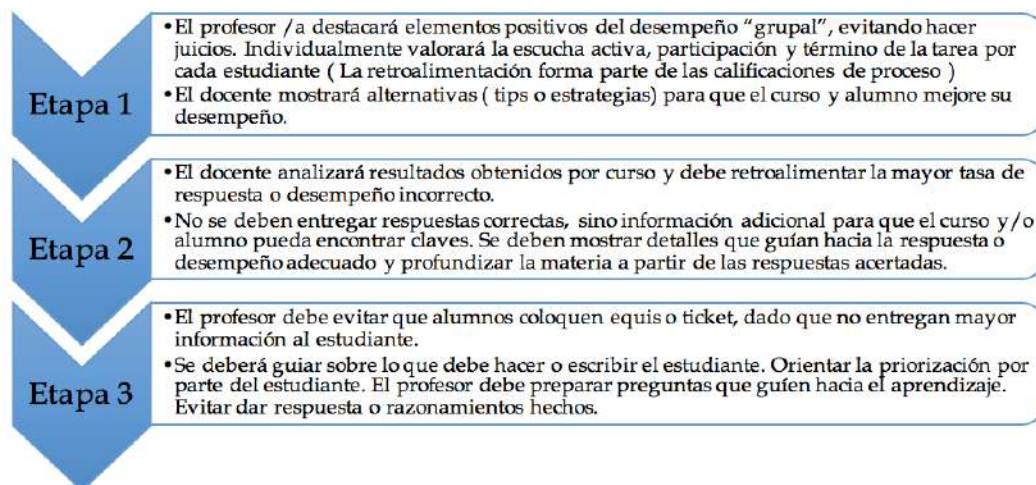 Etapa 1
•El profesor /a destacará elementos positivos del desempeño “grupal”, evitando hacer
juicios. Individualmente valorará la escucha activa, participación y término de la tarea por
cada estudiante ( La retroalimentación forma parte de las calificaciones de proceso )
•El docente mostrará alternativas ( tips o estrategias) para que el curso y alumno mejore su
desempeño.
Etapa 2
•El docente analizará resultados obtenidos por curso y debe retroalimentar la mayor tasa de
respuesta o desempeño incorrecto.
•No se deben entregar respuestas correctas, sino información adicional para que el curso y/o
alumno pueda encontrar claves. Se deben mostrar detalles que guían hacia la respuesta o
desempeño adecuado y profundizar la materia a partir de las respuestas acertadas.
Etapa 3
•El profesor debe evitar que alumnos coloquen equis o ticket, dado que no entregan mayor
información al estudiante.
•Se deberá guiar sobre lo que debe hacer o escribir el estudiante. Orientar la priorización por
parte del estudiante. El profesor debe preparar preguntas que guíen hacia el aprendizaje.
Evitar dar respuesta o razonamientos hechos.